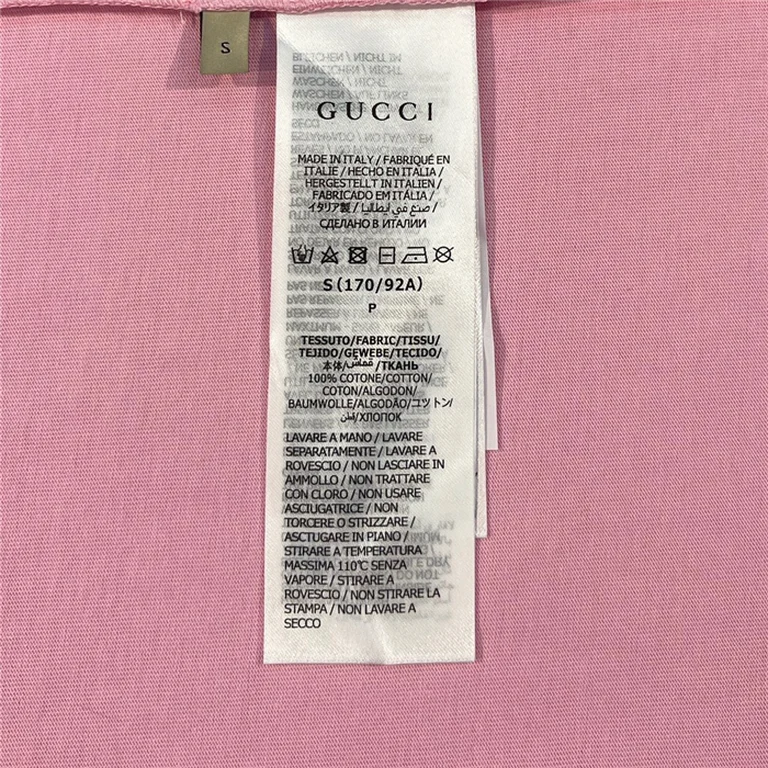 S
GUCCI
MADE IN ITALY / FABRIQUÉ EN
ITALIE / HECHO EN ITALIA /
HERGESTELLT IN ITALIEN /
FABRICADO EM ITÁLIA /
イタリア製 / صنع في ايطاليا /
СДЕЛАНО В ИТАЛИИ
S (170/92A)
P
TESSUTO/FABRIC/TISSU/
TEJIDO/GEWEBE/TECIDO/
本体/قماش/ТКАНЬ
100% COTONE/COTTON/
COTON/ALGODON/
BAUMWOLLE/ALGODÃO/コットン/
قطن/ХЛОПОК
LAVARE A MANO / LAVARE
SEPARATAMENTE / LAVARE A
ROVESCIO / NON LASCIARE IN
AMMOLLO / NON TRATTARE
CON CLORO / NON USARE
ASCIUGATRICE / NON
TORCERE O STRIZZARE /
ASCTUGARE IN PIANO /
STIRARE A TEMPERATURA
MASSIMA 110℃ SENZA
VAPORE / STIRARE A
ROVESCIO / NON STIRARE LA
STAMPA / NON LAVARE A
SECCO